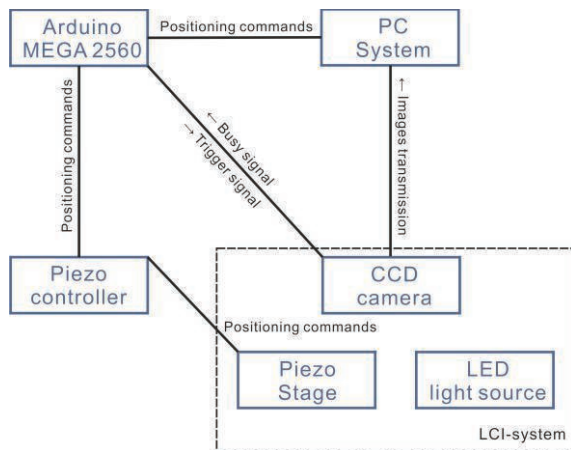 Arduino
MEGA 2560
Positioning commands
PC
System
Positioning commands
← Busy signal
→ Trigger signal
← Images transmission
Piezo
controller
CCD
camera
Positioning commands
Piezo
Stage
LED
light source
LCI-system